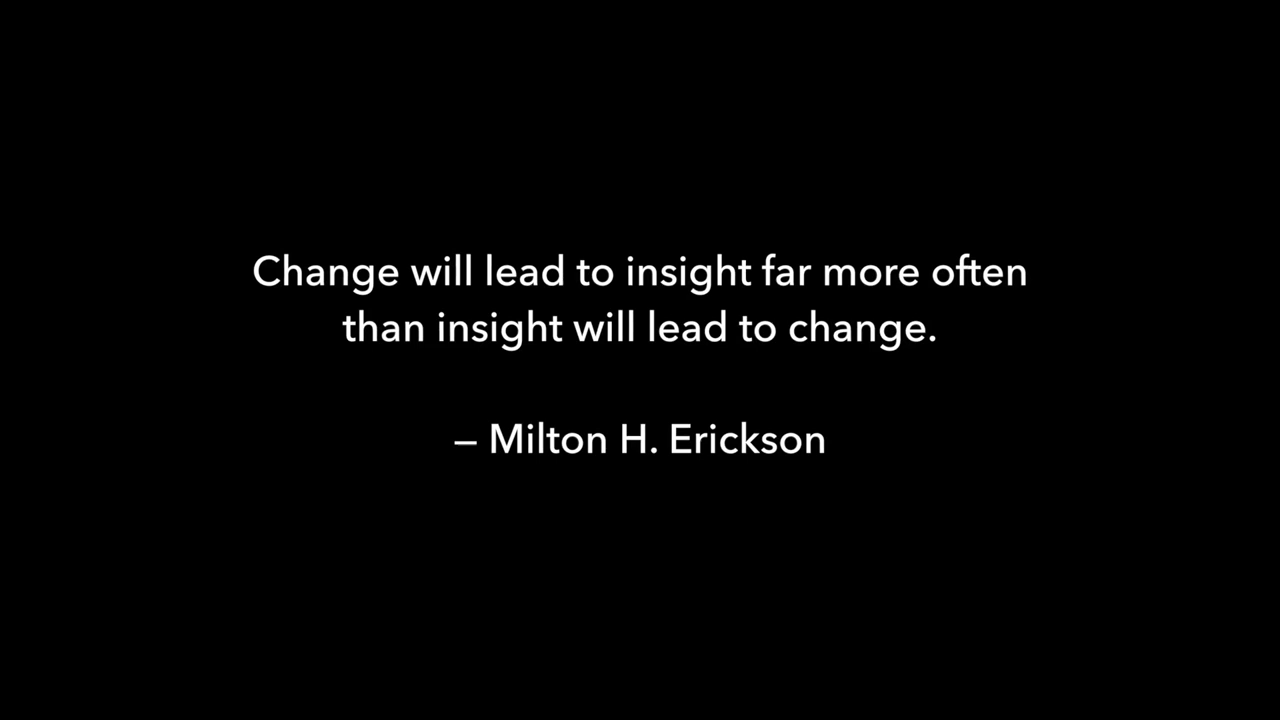 Change will lead to insight far more often
than insight will lead to change.
– Milton H. Erickson